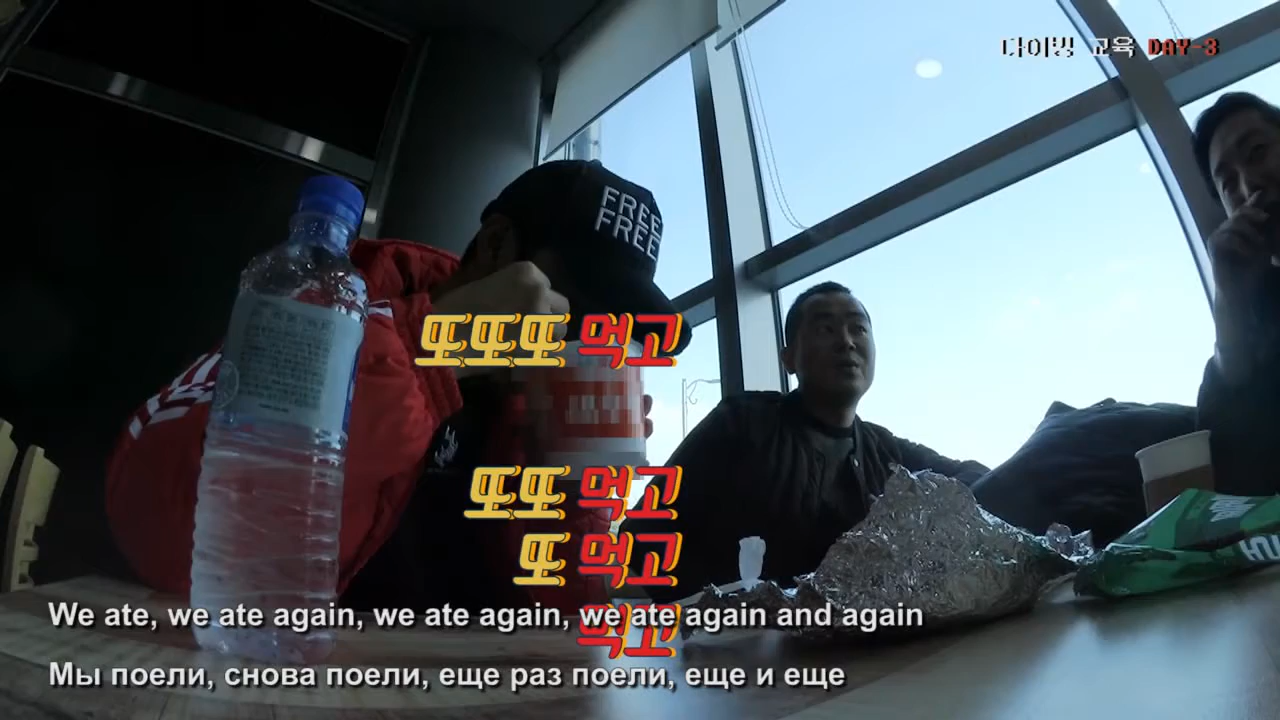 다이빙 교육 DAY-3
FREE
FREE
또또또 먹고
또또 먹고
또 먹고
먹고
We ate, we ate again, we ate again, we ate again and again
Мы поели, снова поели, еще раз поели, еще и еще